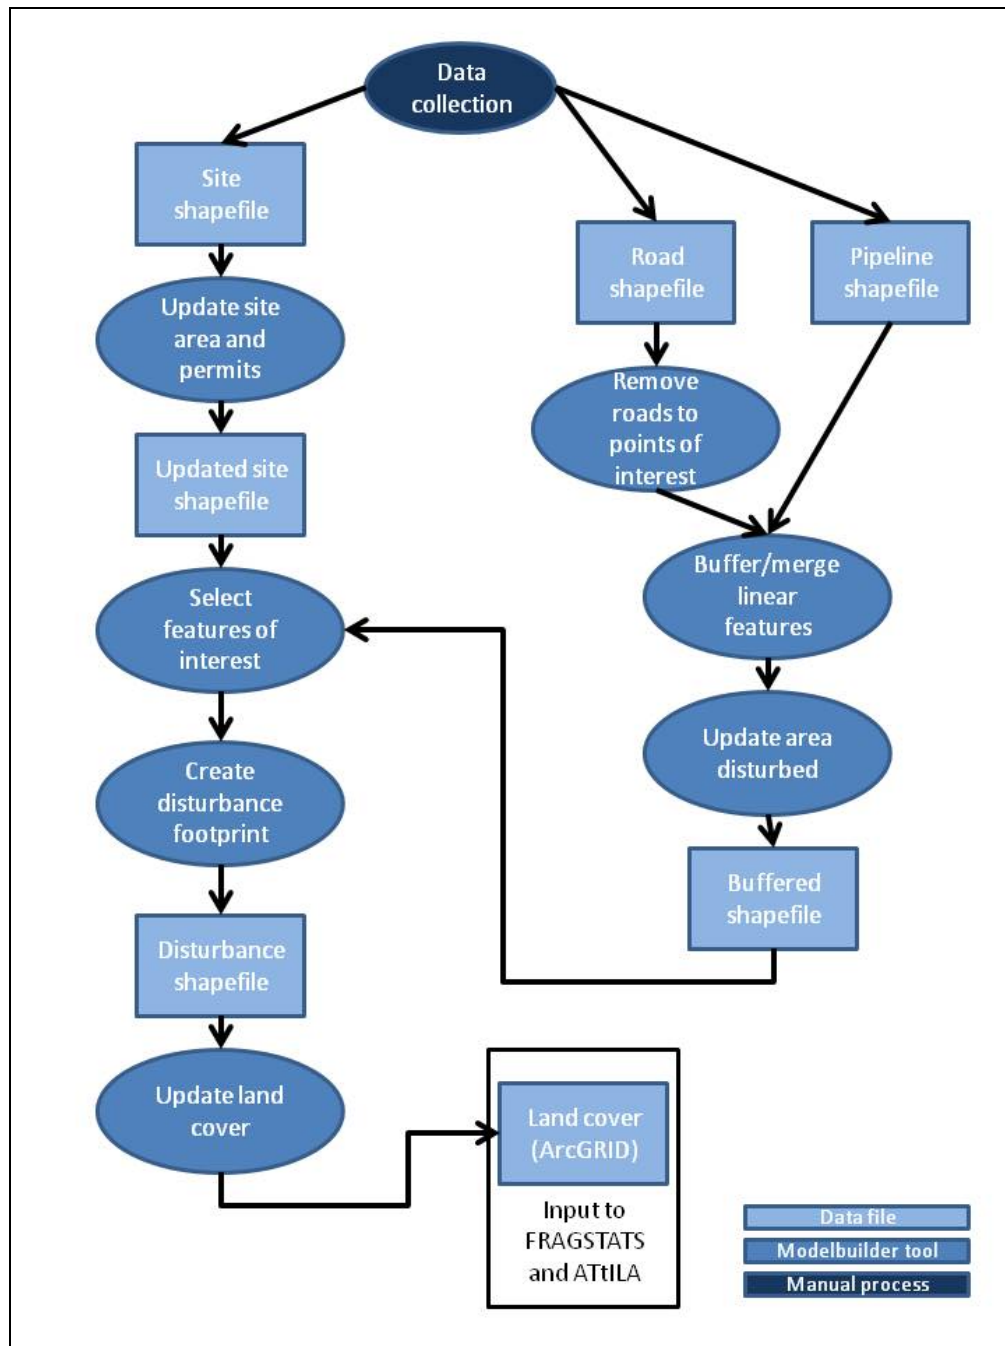 Data
collection
Site
shapefile
Road
shapefile
Pipeline
shapefile
Update site
area and
permits
Remove
roads to
points of
interest
Updated site
shapefile
Buffer/merge
linear
features
Select
features of
interest
Update area
disturbed
Create
disturbance
footprint
Buffered
shapefile
Disturbance
shapefile
Update land
cover
Land cover
(ArcGRID)
Input to
FRAGSTATS
and ATtILA
Data file
Modelbuilder tool
Manual process